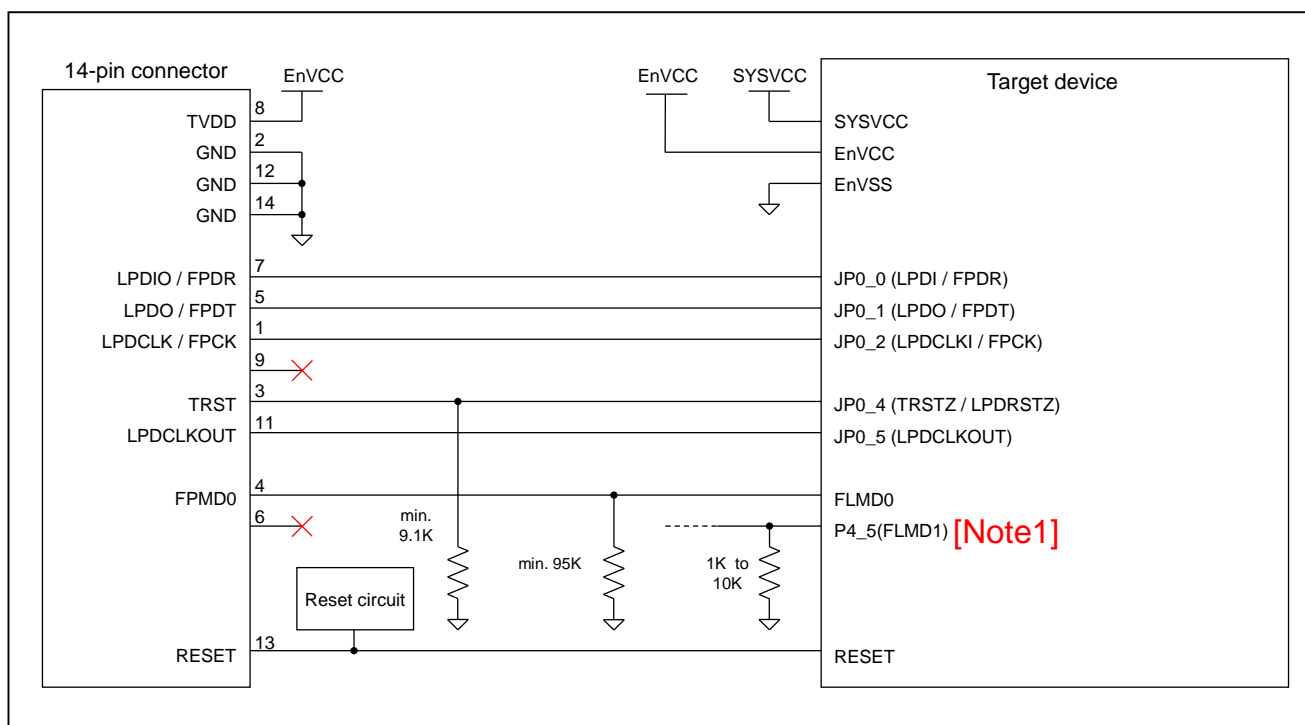 14-pin connector
EnVCC
EnVCC
SYSVCC
Target device
8
TVDD
SYSVCC
2
GND
EnVCC
12
GND
EnVSS
14
GND
7
LPDIO / FPDR
JP0_0 (LPDI / FPDR)
5
LPDO / FPDT
JP0_1 (LPDO / FPDT)
1
LPDCLK / FPCK
JP0_2 (LPDCLKI / FPCK)
9
3
TRST
JP0_4 (TRSTZ / LPDRSTZ)
11
LPDCLKOUT
JP0_5 (LPDCLKOUT)
4
FPMD0
FLMD0
6
P4_5(FLMD1) [Note1]
min.
9.1K
min. 95K
1K to
10K
Reset circuit
13
RESET
RESET